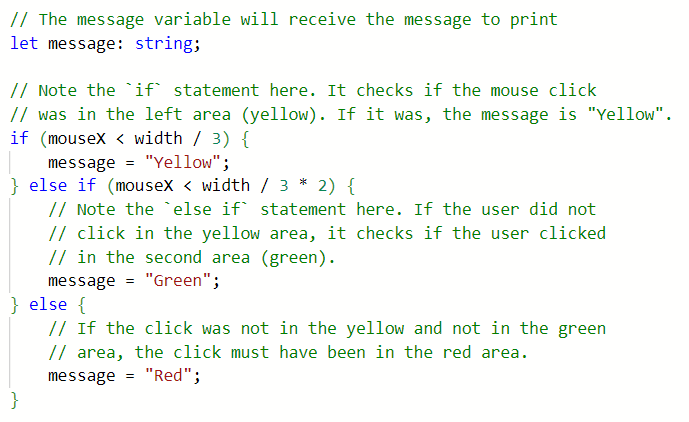 // The message variable will receive the message to print
let message: string;
// Note the `if` statement here. It checks if the mouse click
// was in the left area (yellow). If it was, the message is "Yellow".
if (mouseX < width / 3) {
    message = "Yellow";
} else if (mouseX < width / 3 * 2) {
    // Note the `else if` statement here. If the user did not
    // click in the yellow area, it checks if the user clicked
    // in the second area (green).
    message = "Green";
} else {
    // If the click was not in the yellow and not in the green
    // area, the click must have been in the red area.
    message = "Red";
}